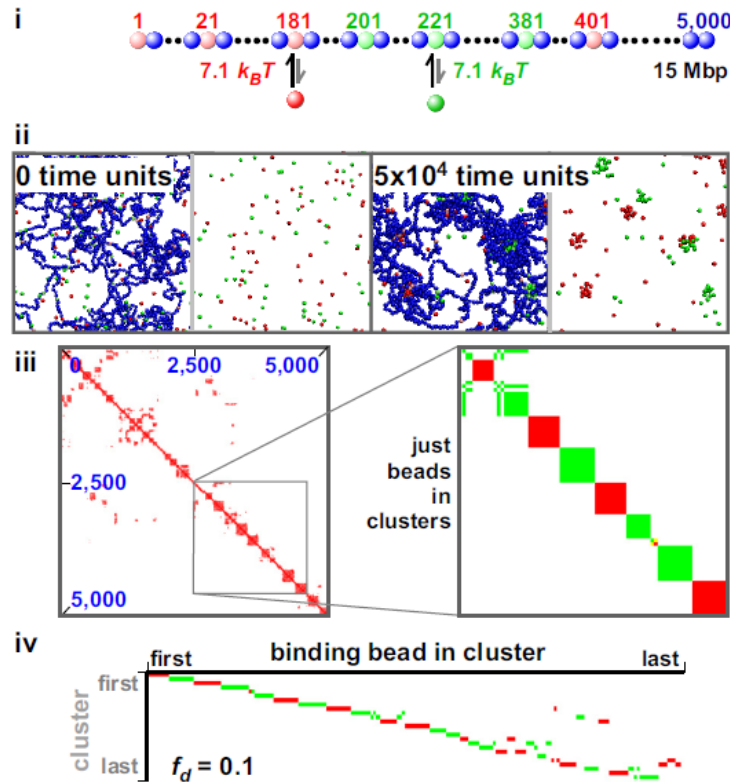 i
1 21 181 201 221 381 401 5,000
7.1 kBT 7.1 kBT 15 Mbp
ii
0 time units 5x10⁴ time units
iii
0 2,500 5,000
2,500
5,000
just
beads
in
clusters
iv
first binding bead in cluster last
first
cluster
last
fd = 0.1